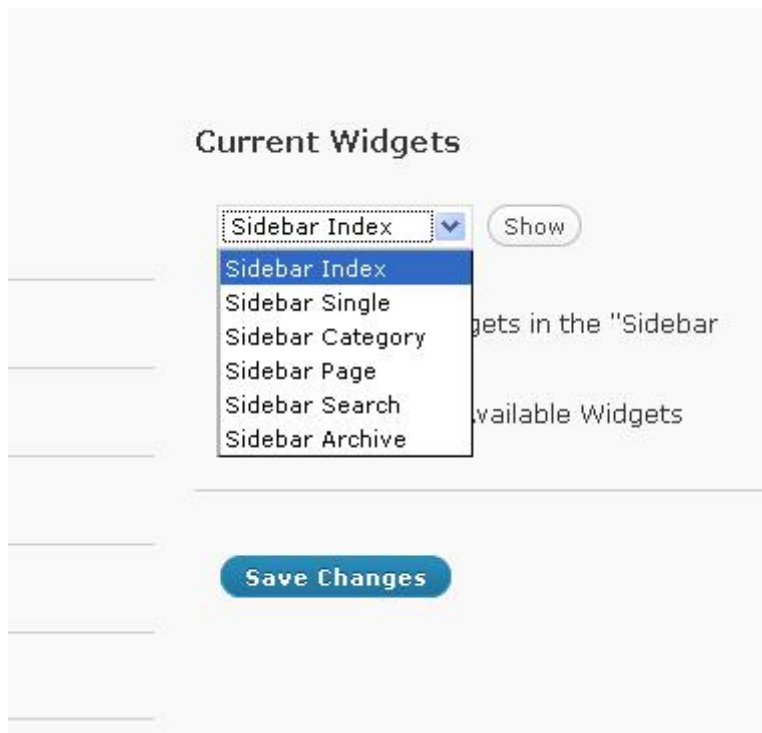 Current Widgets
Sidebar Index Show
Sidebar Index
Sidebar Single
gets in the "Sidebar
Sidebar Category
Sidebar Page
Sidebar Search
vailable Widgets
Sidebar Archive
Save Changes